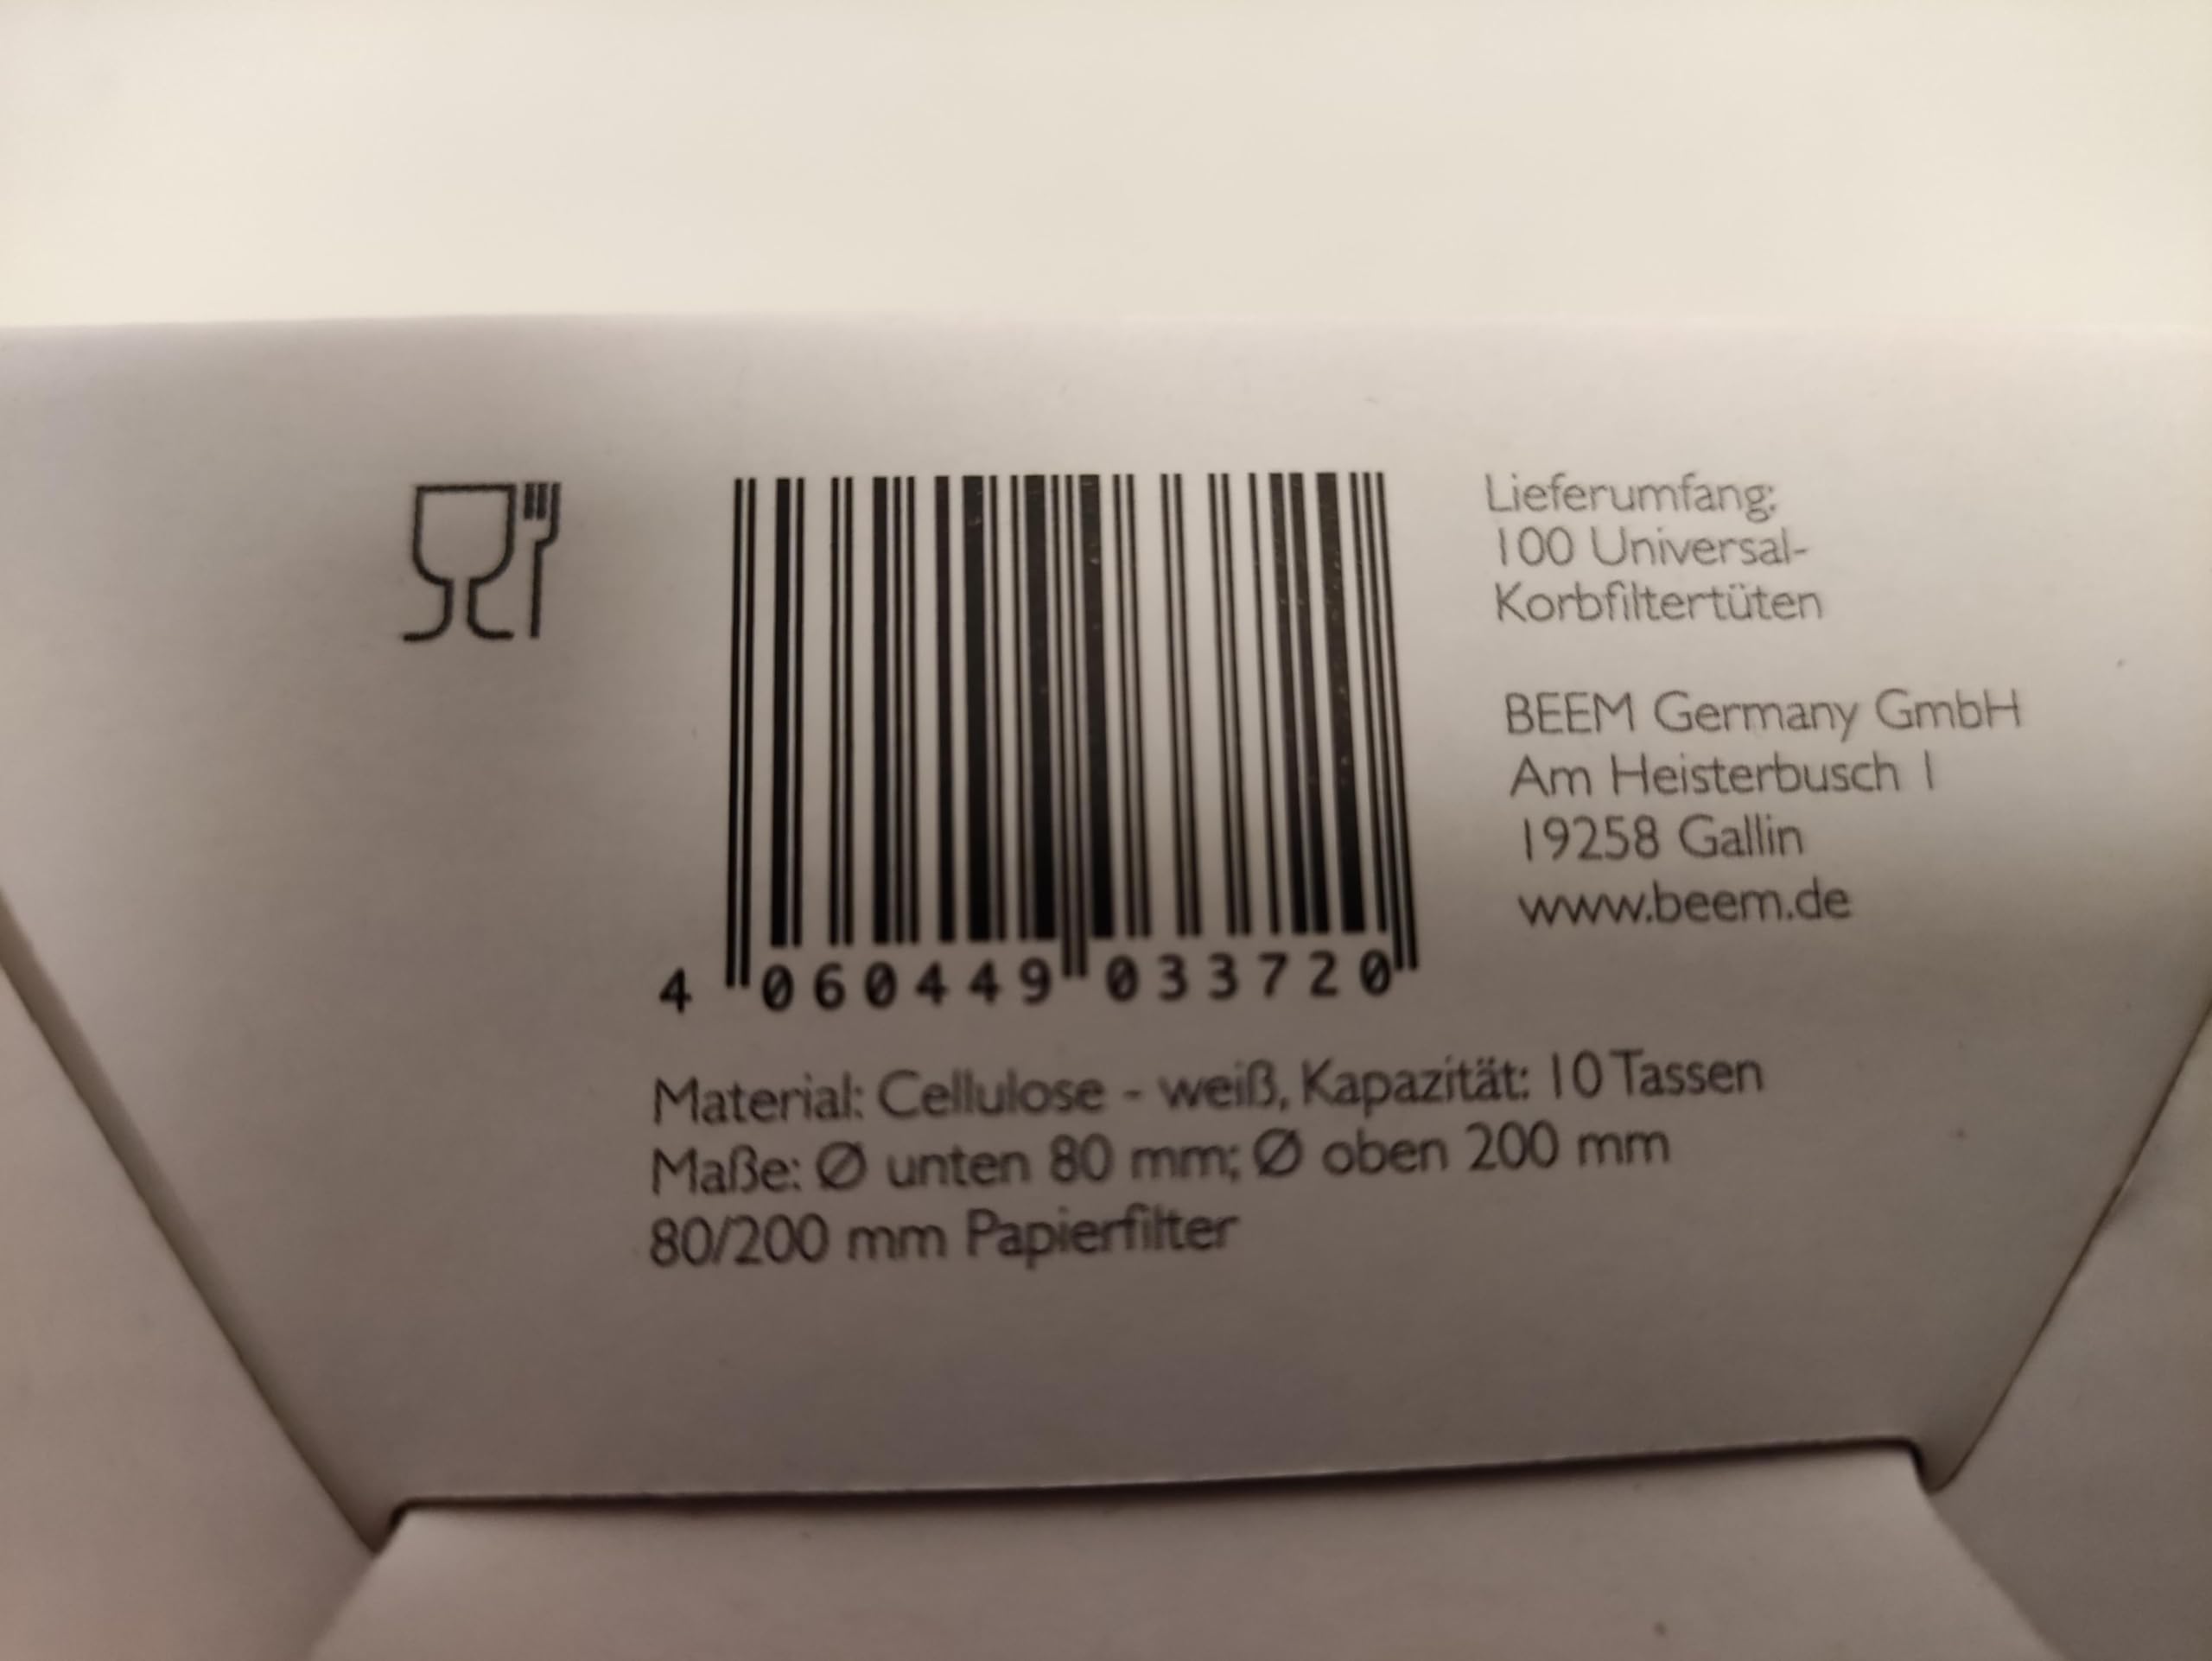 Lieferumfang:
100 Universal-
Korbfiltertüten
BEEM Germany GmbH
Am Heisterbusch 1
19258 Gallin
www.beem.de
4 060449 033720
Material: Cellulose - weiß, Kapazität: 10 Tassen
Maße: Ø unten 80 mm; Ø oben 200 mm
80/200 mm Papierfilter